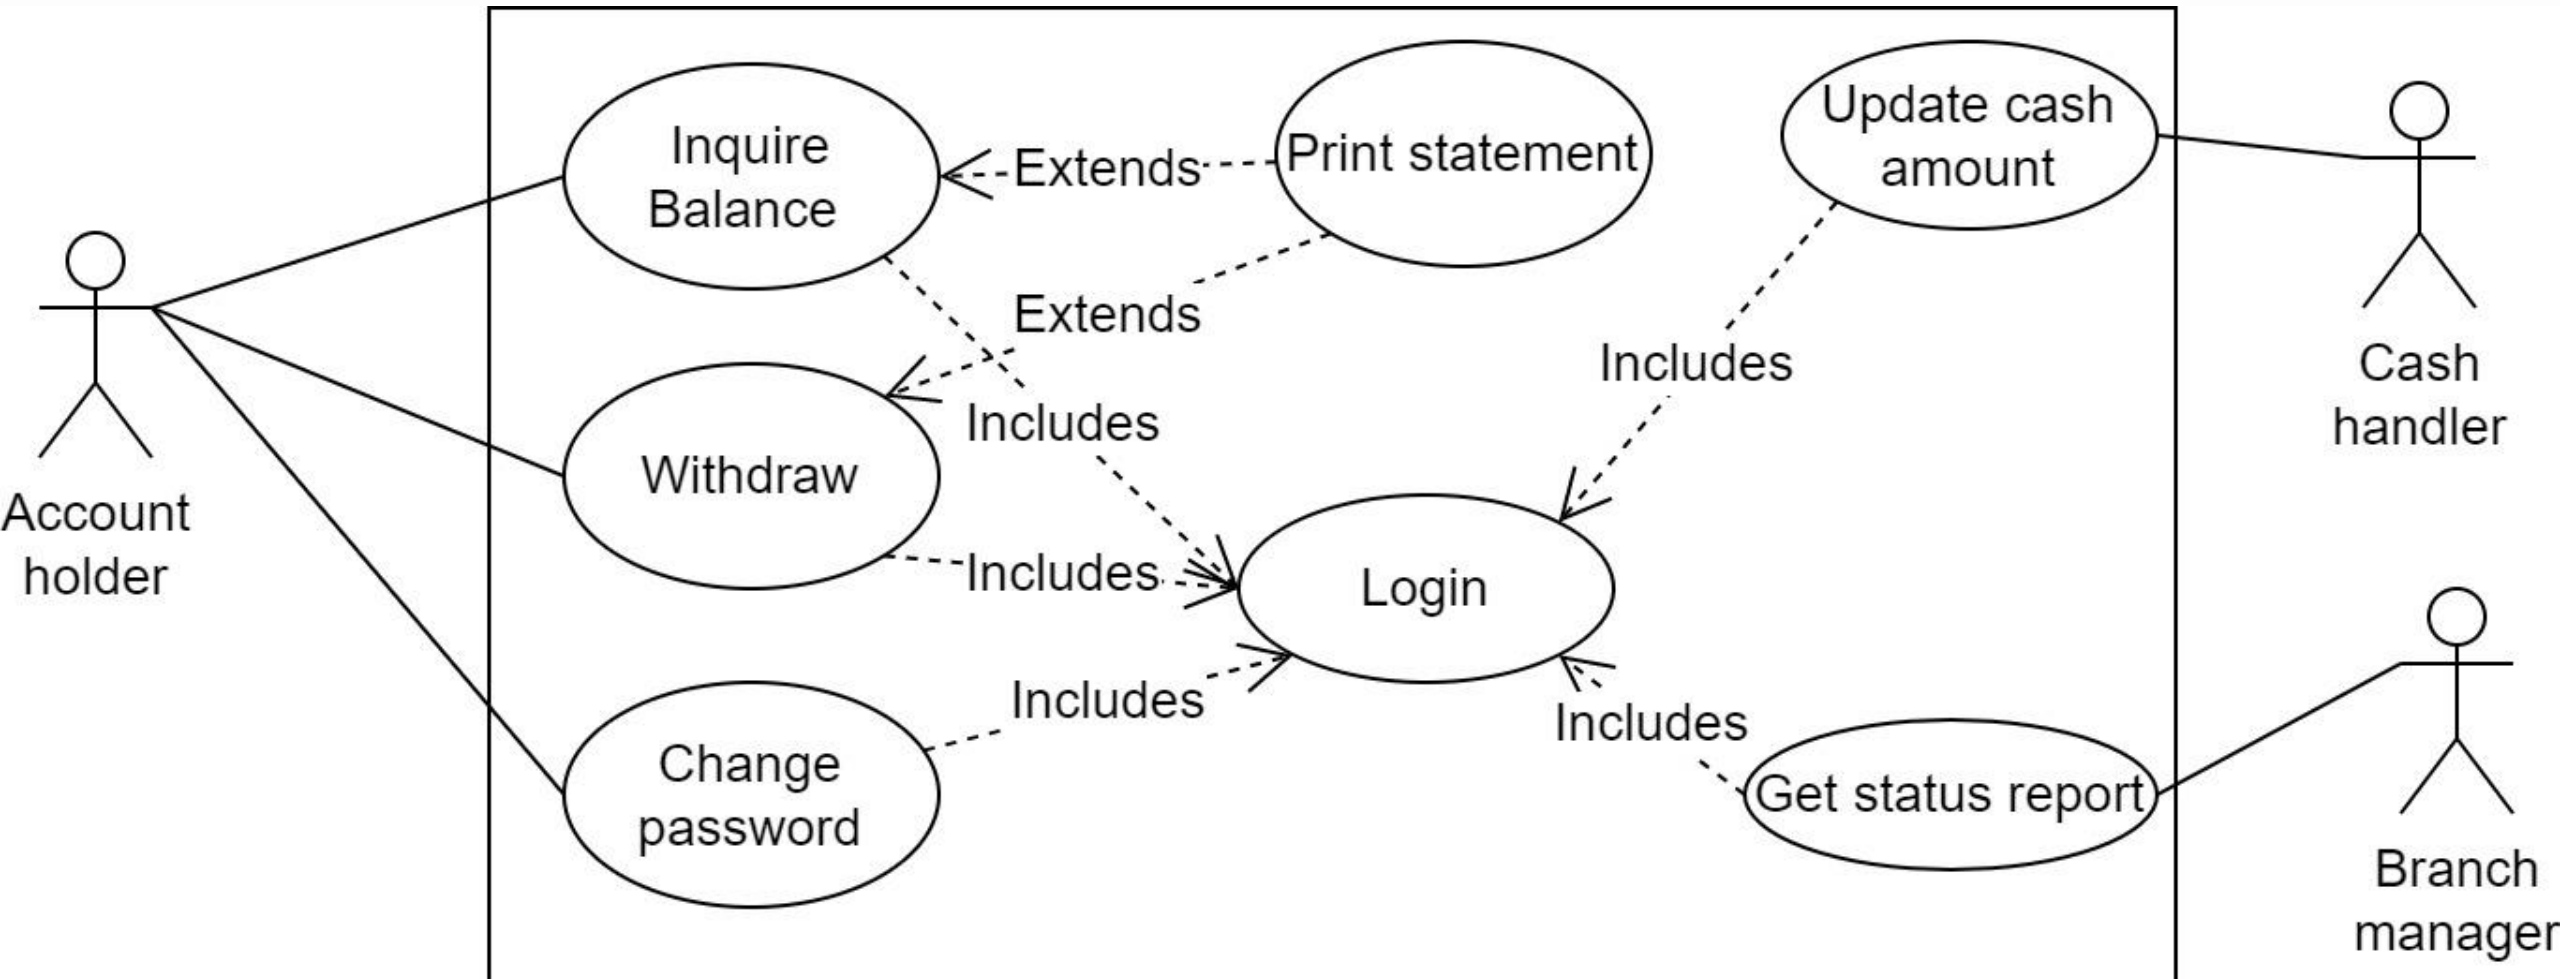 Inquire
Balance
Extends
Print statement
Update cash
amount
Extends
Includes
Cash
handler
Includes
Withdraw
Account
holder
Includes
Login
Includes
Includes
Change
password
Get status report
Branch
manager